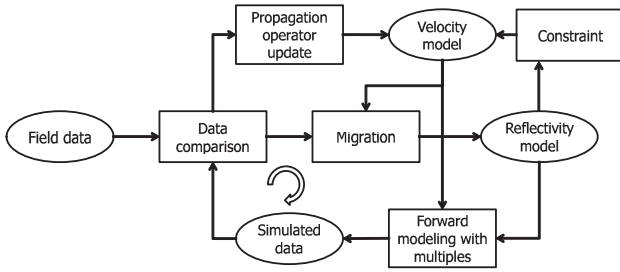 Propagation
operator
update
Velocity
model
Constraint
Field data
Data
comparison
Migration
Reflectivity
model
Simulated
data
Forward
modeling with
multiples